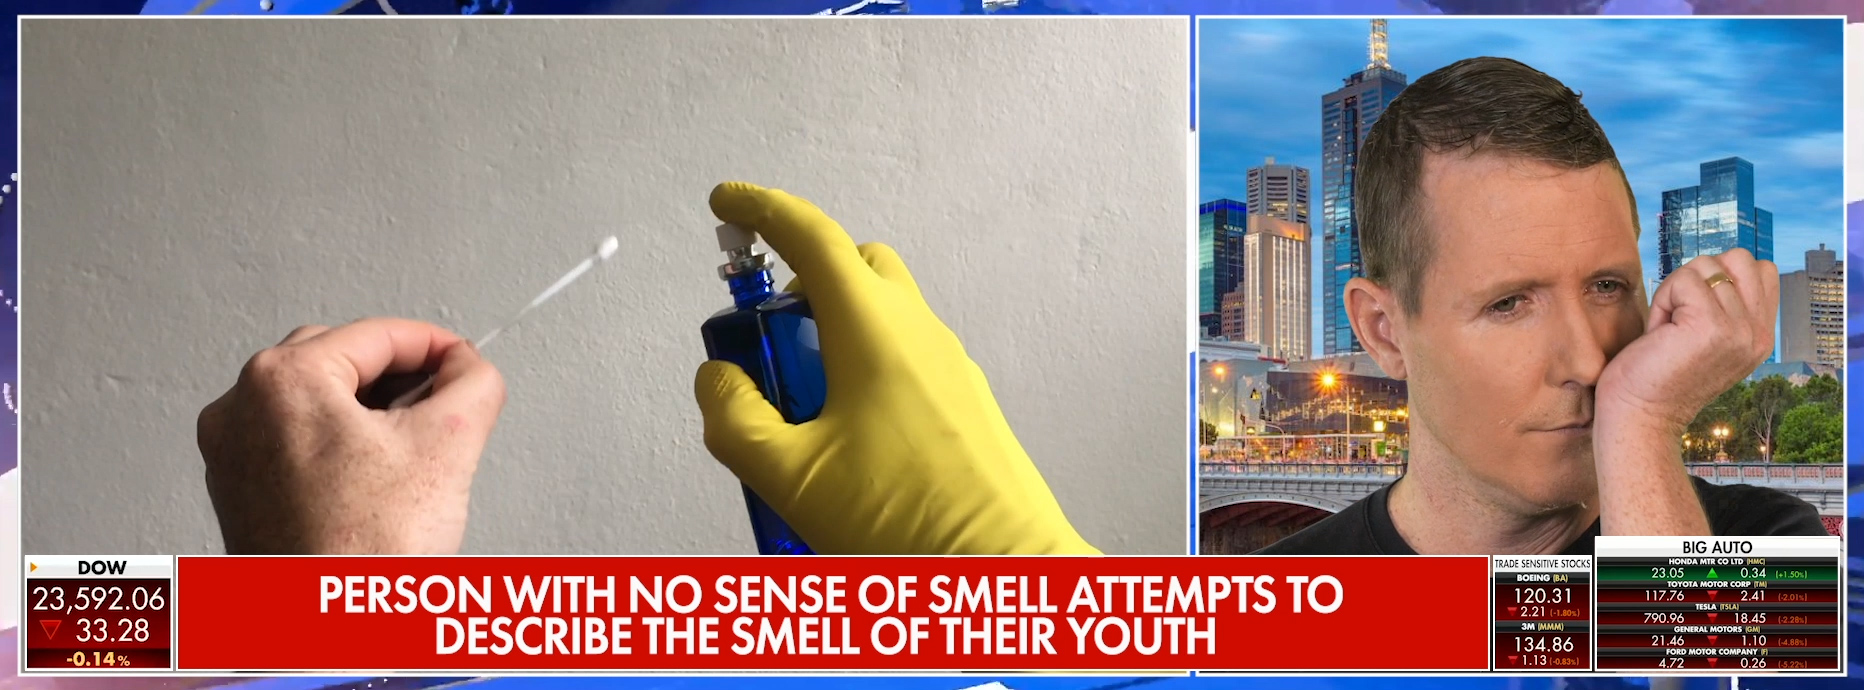 DOW
23,592.06
33.28
-0.14%
PERSON WITH NO SENSE OF SMELL ATTEMPTS TO
DESCRIBE THE SMELL OF THEIR YOUTH
TRADE SENSITIVE STOCKS
BOEING (BA)
120.31
2.21 (-1.80%)
3M (MMM)
134.86
1.13 (-0.83%)
BIG AUTO
HONDA MTR CO LTD (HMC)
23.05 0.34 (+1.50%)
TOYOTA MOTOR CORP (TM)
117.76 2.41 (-2.01%)
TESLA (TSLA)
790.96 18.45 (-2.28%)
GENERAL MOTORS (GM)
21.46 1.10 (-4.88%)
FORD MOTOR COMPANY (F)
4.72 0.26 (-5.22%)